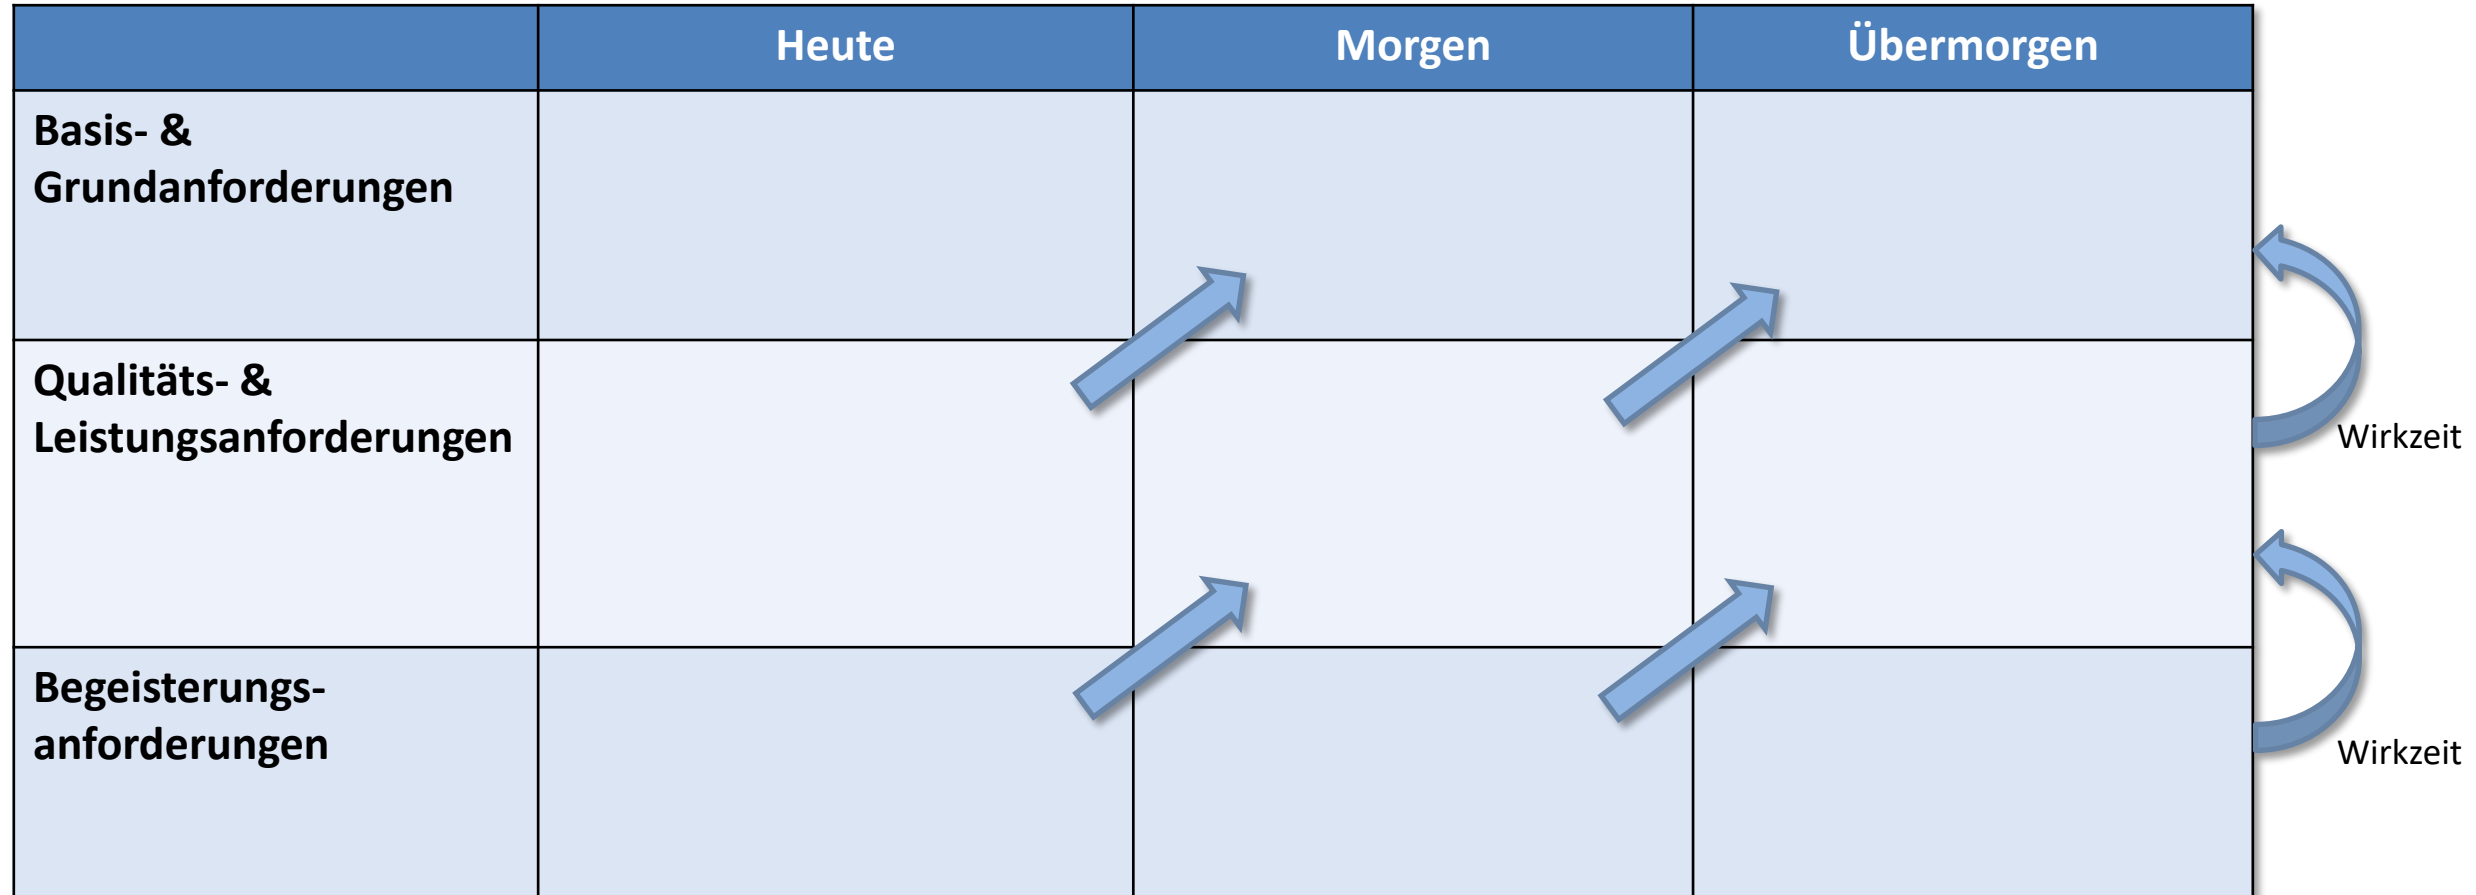 Heute Morgen Übermorgen
Basis- &
Grundanforderungen
Qualitäts- &
Leistungsanforderungen
Wirkzeit
Begeisterungs-
anforderungen
Wirkzeit